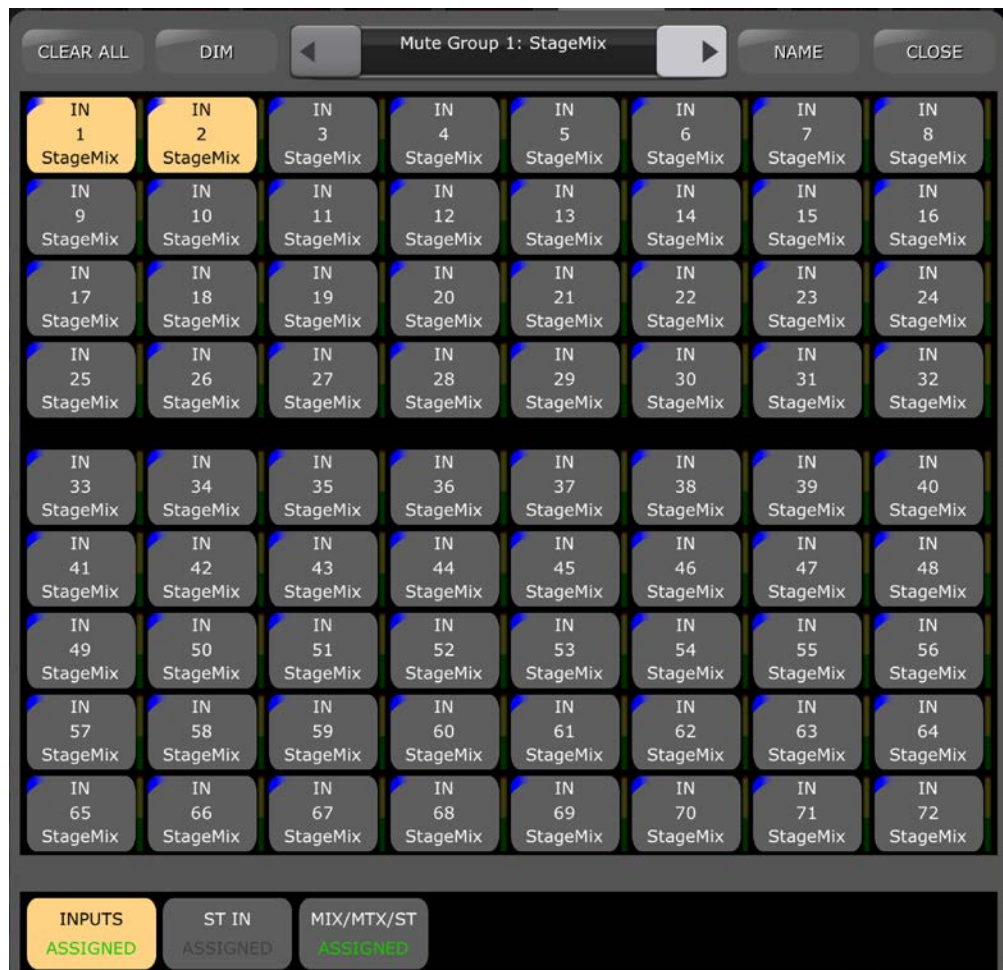 CLEAR ALL DIM Mute Group 1: StageMix NAME CLOSE
IN IN IN IN IN IN IN IN
1 2 3 4 5 6 7 8
StageMix StageMix StageMix StageMix StageMix StageMix StageMix StageMix
IN IN IN IN IN IN IN IN
9 10 11 12 13 14 15 16
StageMix StageMix StageMix StageMix StageMix StageMix StageMix StageMix
IN IN IN IN IN IN IN IN
17 18 19 20 21 22 23 24
StageMix StageMix StageMix StageMix StageMix StageMix StageMix StageMix
IN IN IN IN IN IN IN IN
25 26 27 28 29 30 31 32
StageMix StageMix StageMix StageMix StageMix StageMix StageMix StageMix
IN IN IN IN IN IN IN IN
33 34 35 36 37 38 39 40
StageMix StageMix StageMix StageMix StageMix StageMix StageMix StageMix
IN IN IN IN IN IN IN IN
41 42 43 44 45 46 47 48
StageMix StageMix StageMix StageMix StageMix StageMix StageMix StageMix
IN IN IN IN IN IN IN IN
49 50 51 52 53 54 55 56
StageMix StageMix StageMix StageMix StageMix StageMix StageMix StageMix
IN IN IN IN IN IN IN IN
57 58 59 60 61 62 63 64
StageMix StageMix StageMix StageMix StageMix StageMix StageMix StageMix
IN IN IN IN IN IN IN IN
65 66 67 68 69 70 71 72
StageMix StageMix StageMix StageMix StageMix StageMix StageMix StageMix
INPUTS ST IN MIX/MTX/ST
ASSIGNED ASSIGNED ASSIGNED